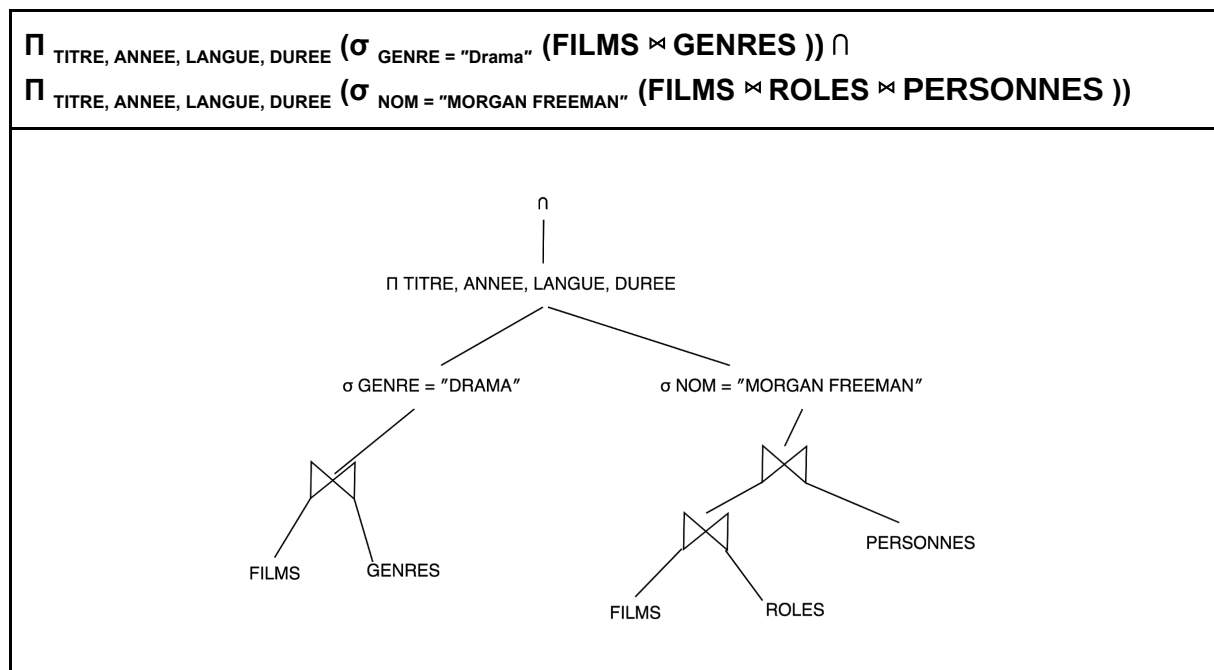 Π TITRE, ANNEE, LANGUE, DUREE (σ GENRE = "Drama" (FILMS ⋈ GENRES )) ∩
Π TITRE, ANNEE, LANGUE, DUREE (σ NOM = "MORGAN FREEMAN" (FILMS ⋈ ROLES ⋈ PERSONNES ))
∩
Π TITRE, ANNEE, LANGUE, DUREE
σ GENRE = "DRAMA" σ NOM = "MORGAN FREEMAN"
PERSONNES
FILMS GENRES
FILMS ROLES